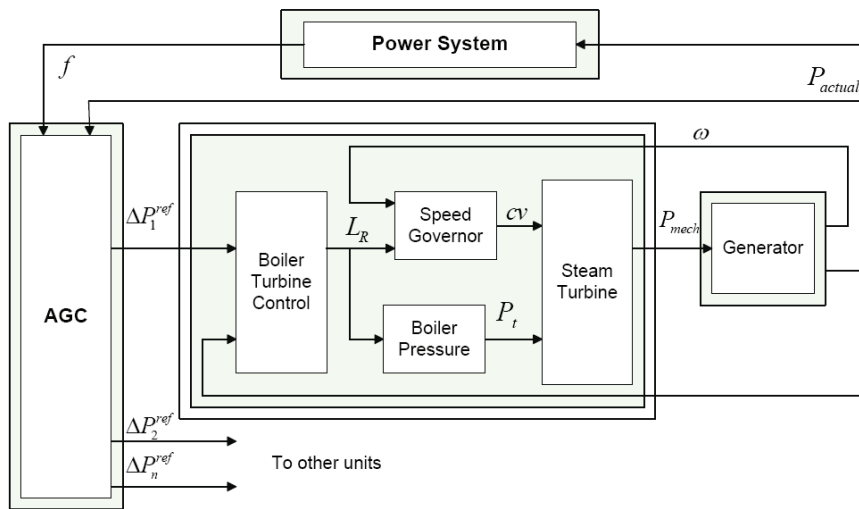 Power System
f
P_actual
ω
ΔP_1^ref
L_R
Speed
Governor
cv
P_mech
Generator
Boiler
Turbine
Control
Steam
Turbine
AGC
Boiler
Pressure
P_t
ΔP_2^ref
To other units
ΔP_n^ref